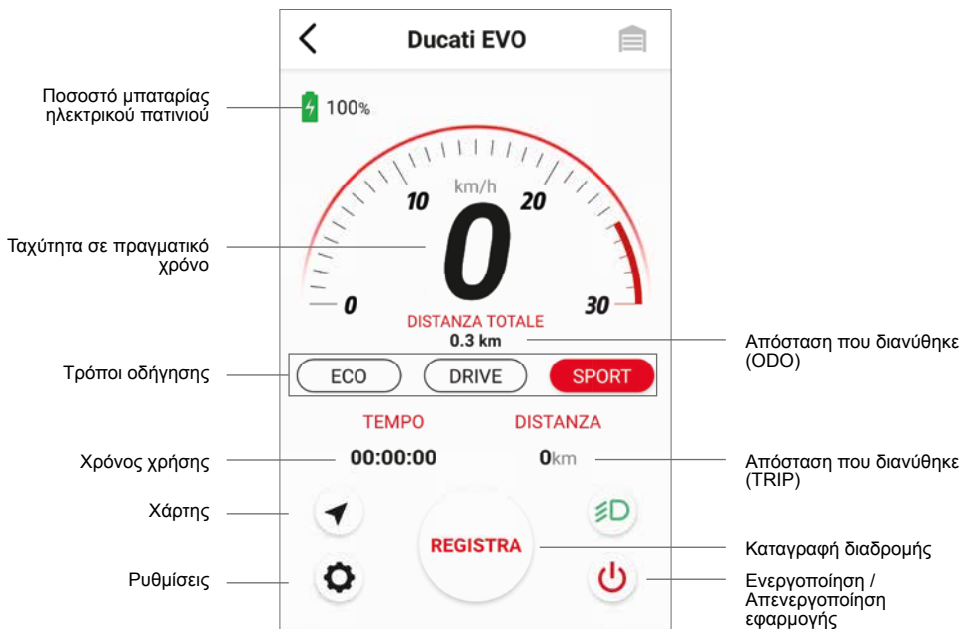 Ducati EVO
Ποσοστό μπαταρίας
ηλεκτρικού πατινιού
100%
km/h
10
20
0
Ταχύτητα σε πραγματικό
χρόνο
0
30
DISTANZA TOTALE
0.3 km
Απόσταση που διανύθηκε
(ODO)
Τρόποι οδήγησης
ECO
DRIVE
SPORT
TEMPO
DISTANZA
Χρόνος χρήσης
00:00:00
0km
Απόσταση που διανύθηκε
(TRIP)
Χάρτης
REGISTRA
Καταγραφή διαδρομής
Ρυθμίσεις
Ενεργοποίηση /
Απενεργοποίηση
εφαρμογής